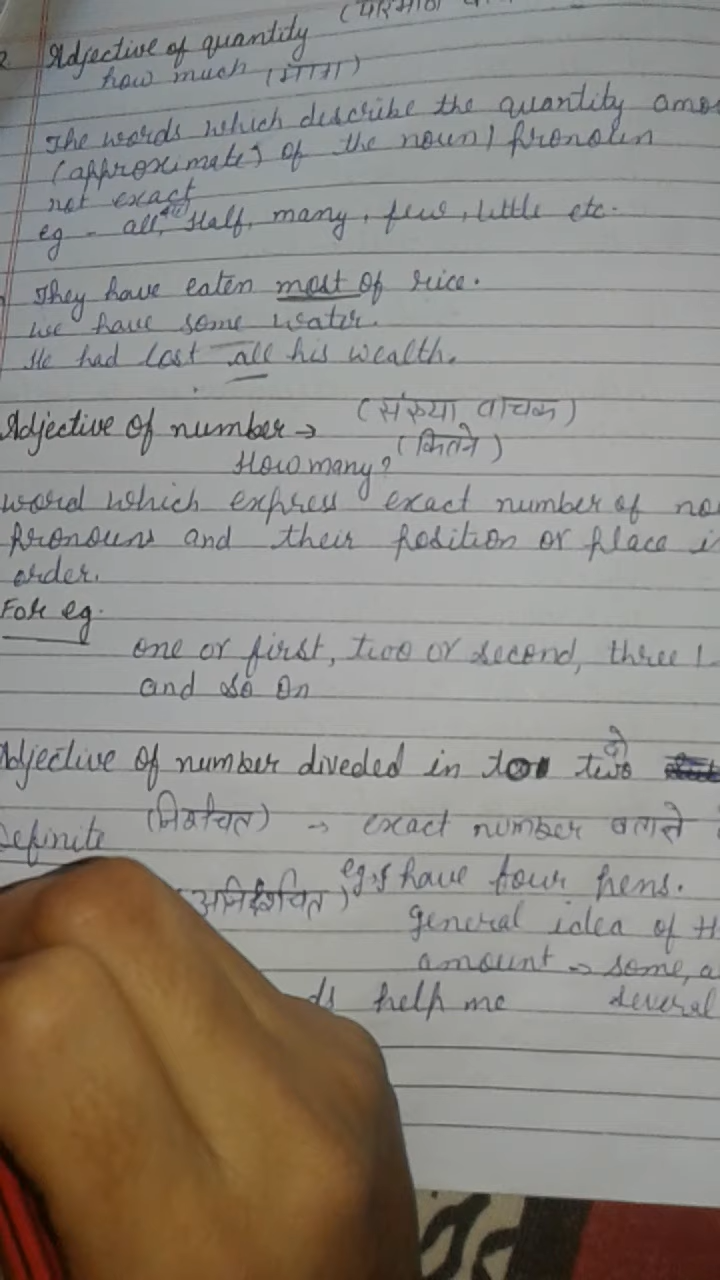 Adjective of quantity
how much (मात्रा)
The words which describe the quantity
(approximate) of the noun / pronoun
not exact
eg - all, Half, many, few, little etc.
They have eaten most of rice.
we have some water.
He had lost all his wealth.
Adjective of number → (संख्या वाचक)
How many? (कितने)
word which express exact number of
pronouns and their position or place
order.
For eg.
one or first, two or second, three
and so on
दो
Adjective of number diveded in two
Definite (निश्चित) → exact number बताते
eg. I have four pens.
(अनिश्चित) general idea of
amount → some,
help me several